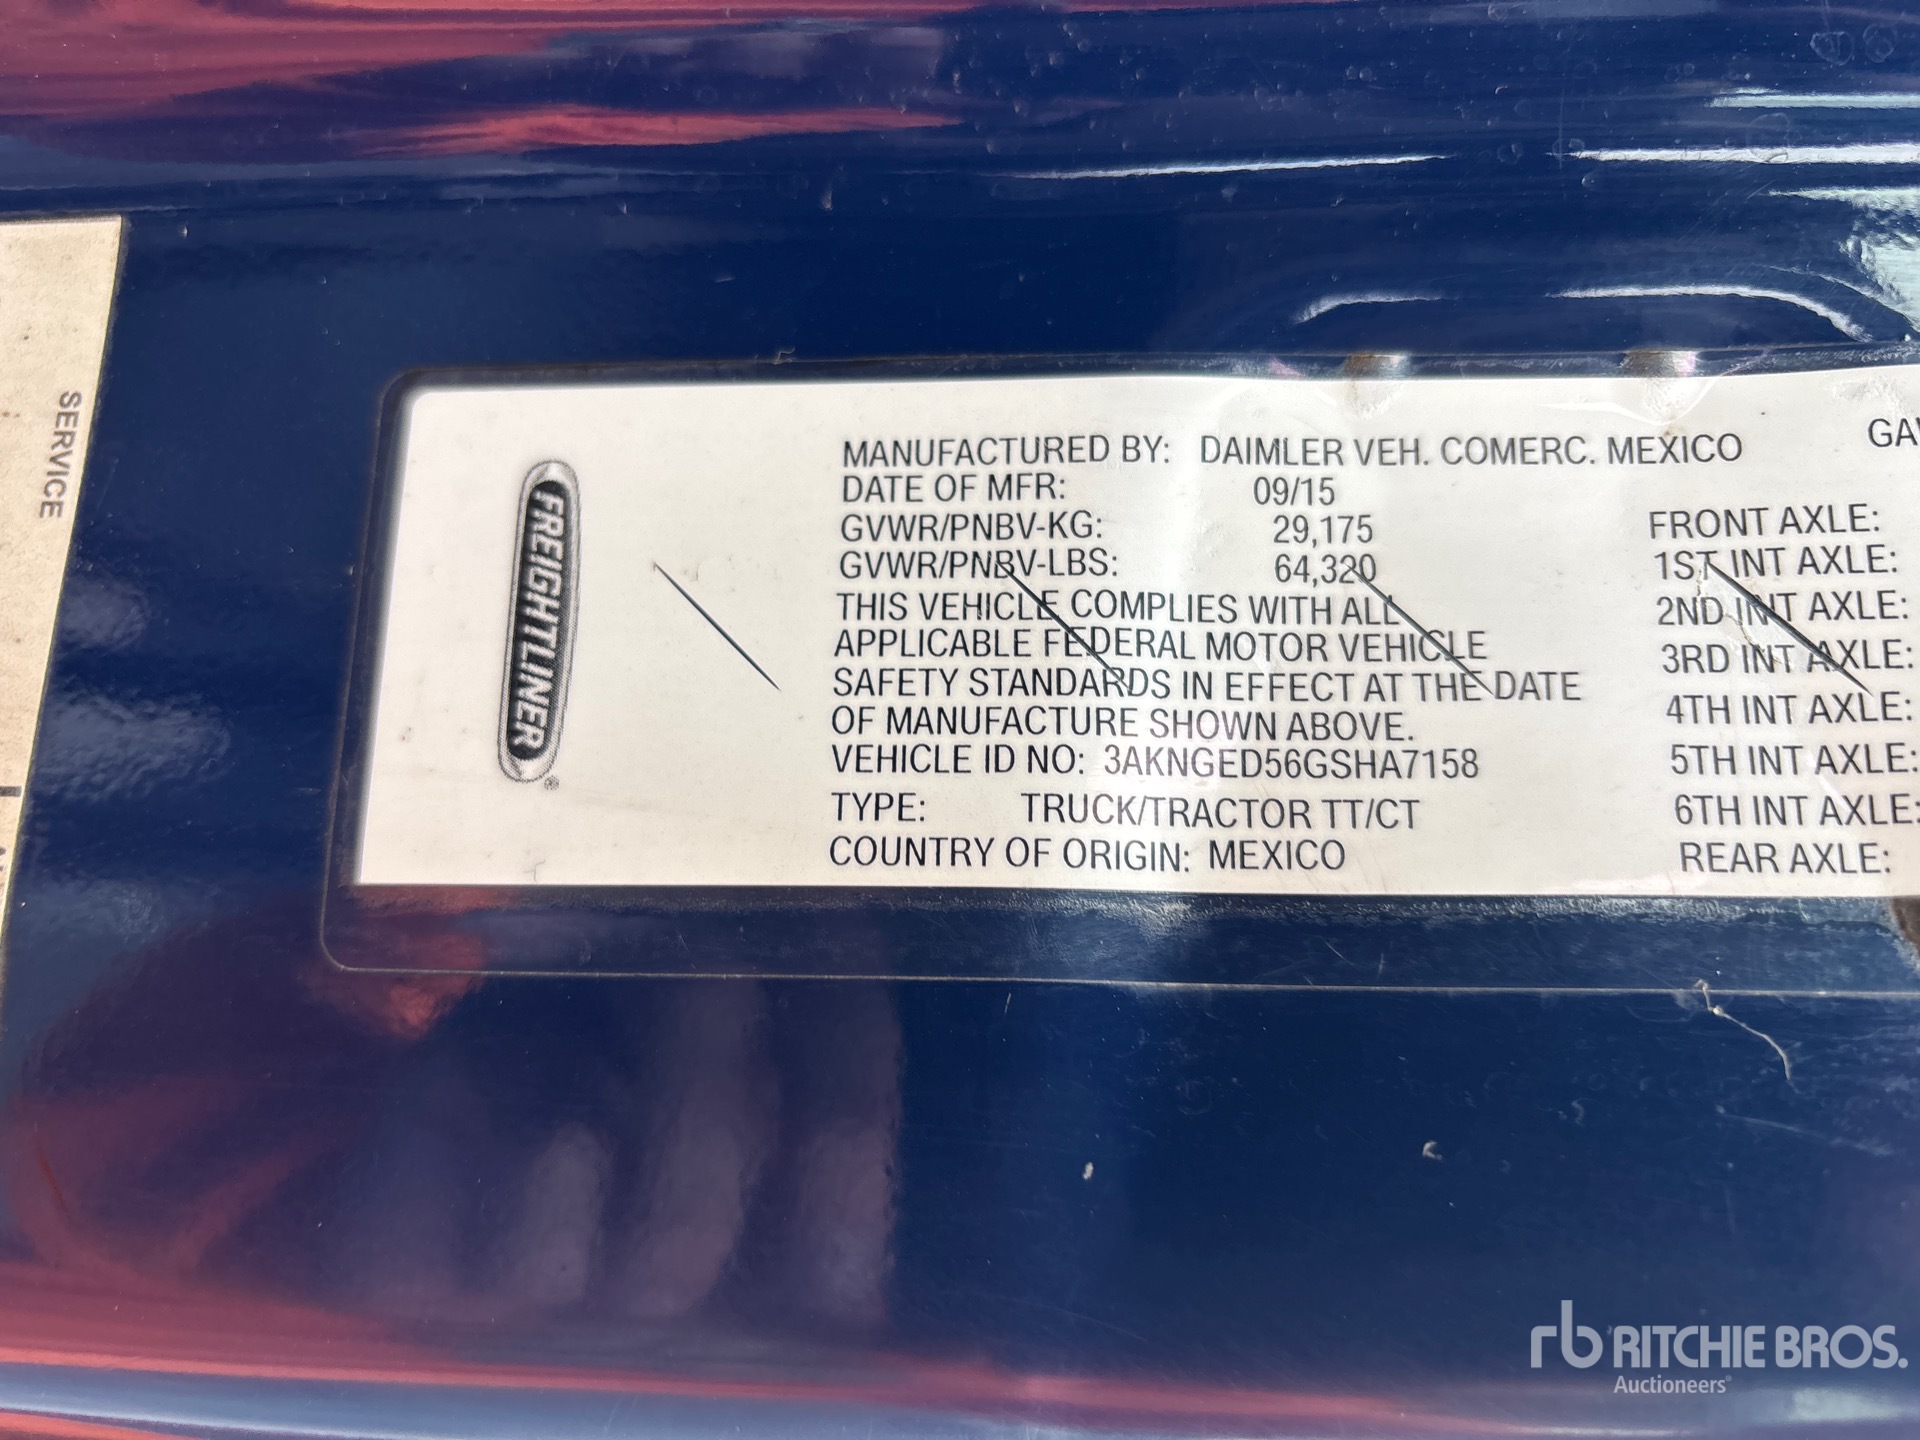 SERVICE
FREIGHTLINER®
MANUFACTURED BY: DAIMLER VEH. COMERC. MEXICO
DATE OF MFR: 09/15
GVWR/PNBV-KG: 29,175
GVWR/PNBV-LBS: 64,320
THIS VEHICLE COMPLIES WITH ALL
APPLICABLE FEDERAL MOTOR VEHICLE
SAFETY STANDARDS IN EFFECT AT THE DATE
OF MANUFACTURE SHOWN ABOVE.
VEHICLE ID NO: 3AKNGED56GSHA7158
TYPE: TRUCK/TRACTOR TT/CT
COUNTRY OF ORIGIN: MEXICO
FRONT AXLE:
1ST INT AXLE:
2ND INT AXLE:
3RD INT AXLE:
4TH INT AXLE:
5TH INT AXLE:
6TH INT AXLE:
REAR AXLE:
rb RITCHIE BROS.
Auctioneers